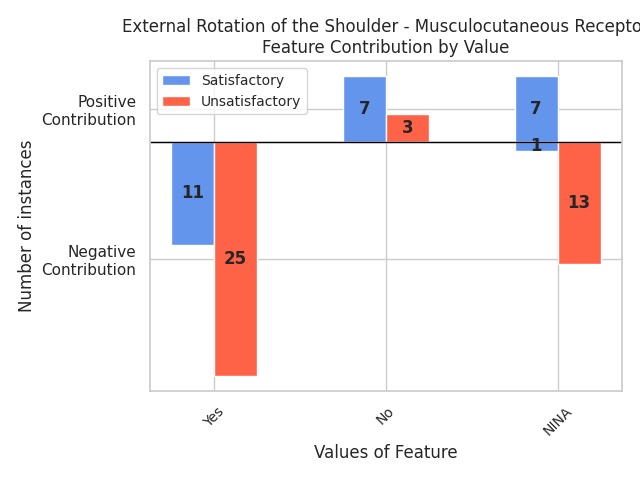 External Rotation of the Shoulder - Musculocutaneous Recepto
Feature Contribution by Value
Satisfactory
Unsatisfactory
Positive
Contribution
Negative
Contribution
Number of instances
7
3
7
1
11
25
13
Yes
No
NINA
Values of Feature